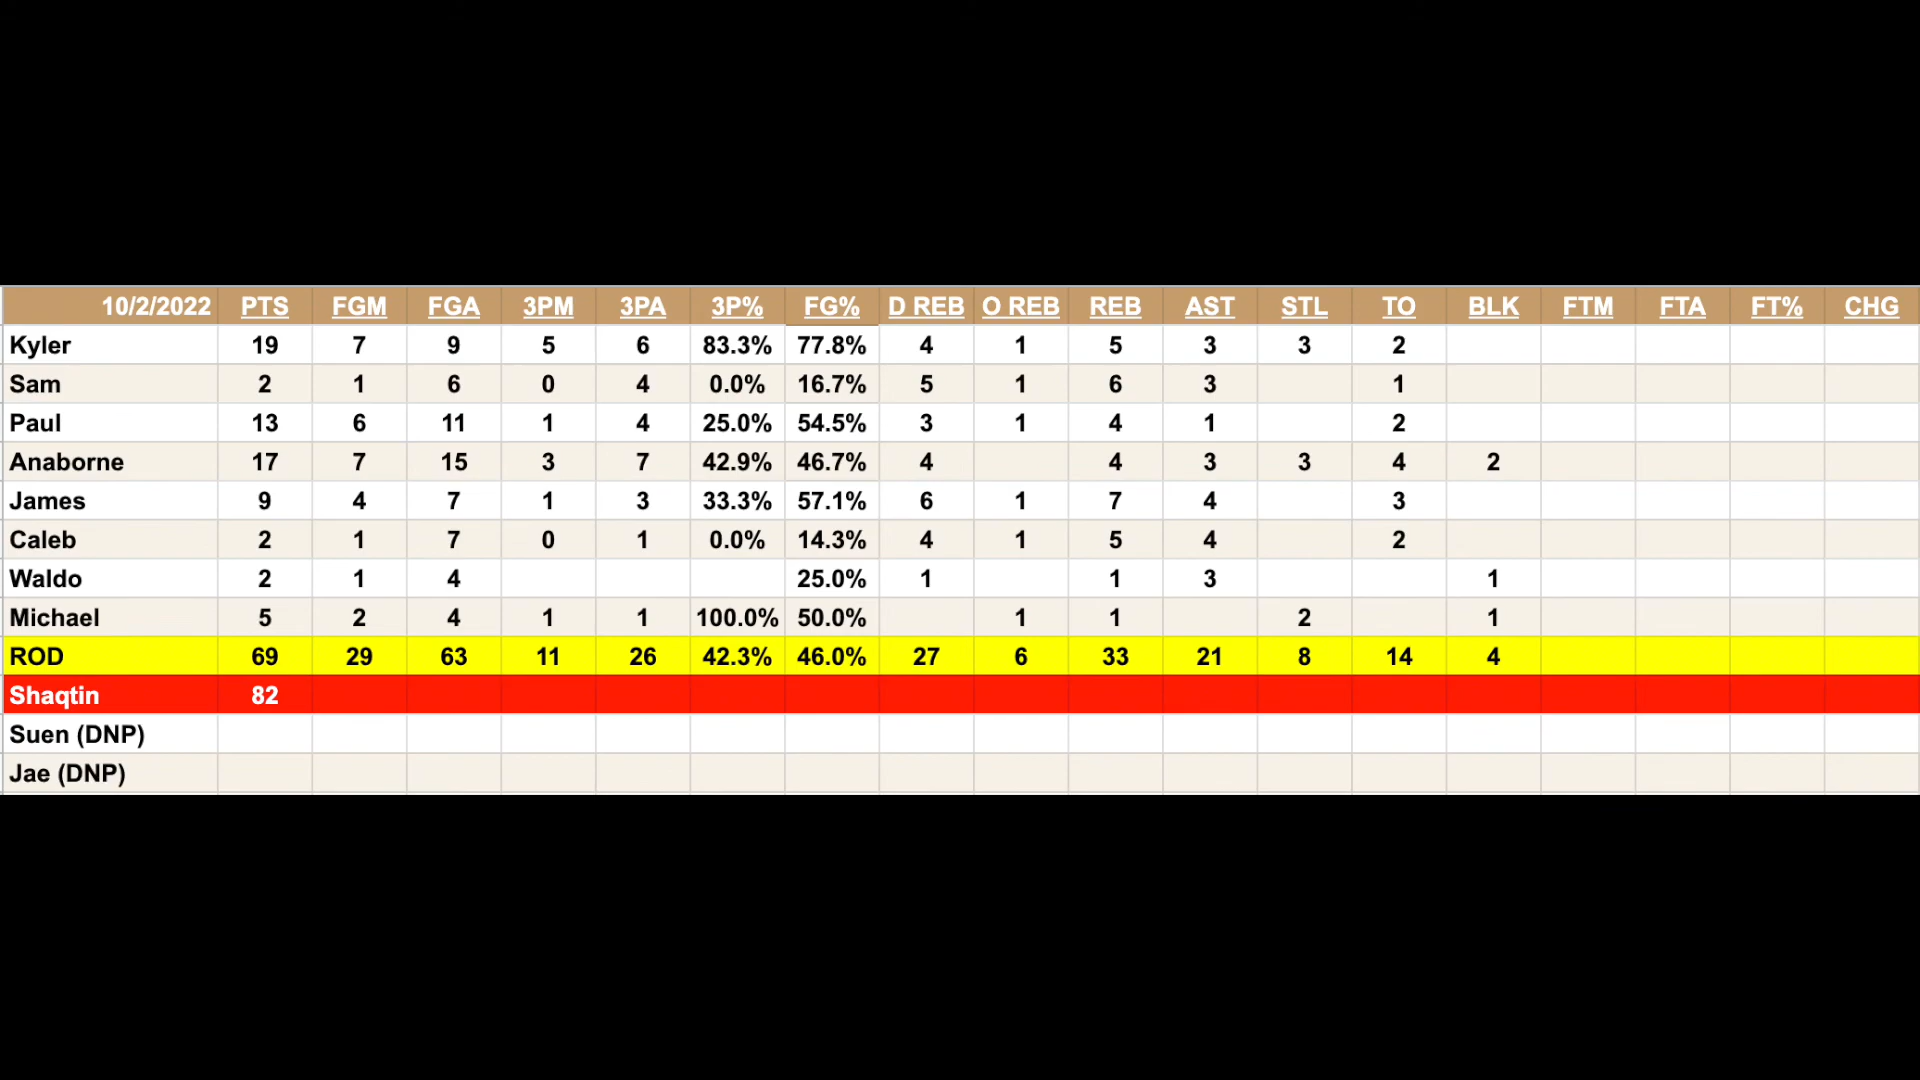 10/2/2022 PTS FGM FGA 3PM 3PA 3P% FG% D REB O REB REB AST STL TO BLK FTM FTA FT% CHG
Kyler 19 7 9 5 6 83.3% 77.8% 4 1 5 3 3 2
Sam 2 1 6 0 4 0.0% 16.7% 5 1 6 3 1
Paul 13 6 11 1 4 25.0% 54.5% 3 1 4 1 2
Anaborne 17 7 15 3 7 42.9% 46.7% 4 4 3 3 4 2
James 9 4 7 1 3 33.3% 57.1% 6 1 7 4 3
Caleb 2 1 7 0 1 0.0% 14.3% 4 1 5 4 2
Waldo 2 1 4 25.0% 1 1 3 1
Michael 5 2 4 1 1 100.0% 50.0% 1 1 2 1
ROD 69 29 63 11 26 42.3% 46.0% 27 6 33 21 8 14 4
Shaqtin 82
Suen (DNP)
Jae (DNP)